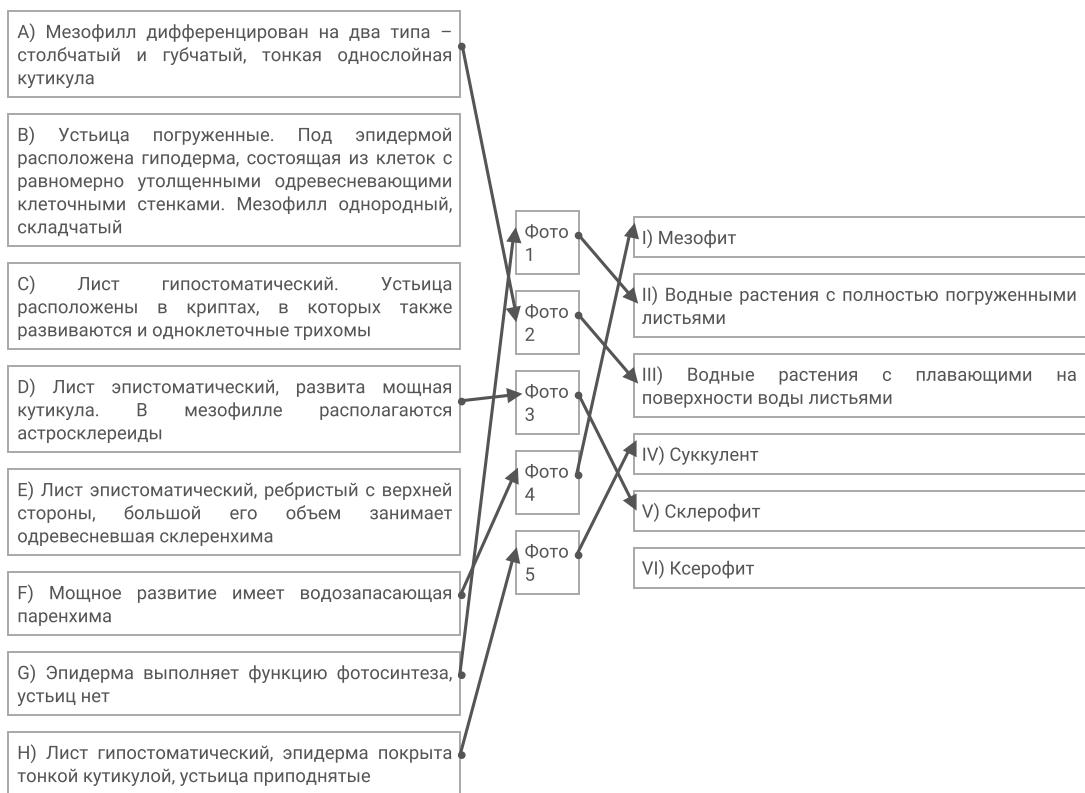 A) Мезофилл дифференцирован на два типа –
столбчатый и губчатый, тонкая однослойная
кутикула
B) Устьица погруженные. Под эпидермой
расположена гиподерма, состоящая из клеток с
равномерно утолщенными одревесневающими
клеточными стенками. Мезофилл однородный,
складчатый
C) Лист гипостоматический. Устьица
расположены в криптах, в которых также
развиваются и одноклеточные трихомы
D) Лист эпистоматический, развита мощная
кутикула. В мезофилле располагаются
астросклереиды
E) Лист эпистоматический, ребристый с верхней
стороны, большой его объем занимает
одревесневшая склеренхима
F) Мощное развитие имеет водозапасающая
паренхима
G) Эпидерма выполняет функцию фотосинтеза,
устьиц нет
H) Лист гипостоматический, эпидерма покрыта
тонкой кутикулой, устьица приподнятые
Фото
1
Фото
2
Фото
3
Фото
4
Фото
5
I) Мезофит
II) Водные растения с полностью погруженными
листьями
III) Водные растения с плавающими на
поверхности воды листьями
IV) Суккулент
V) Склерофит
VI) Ксерофит